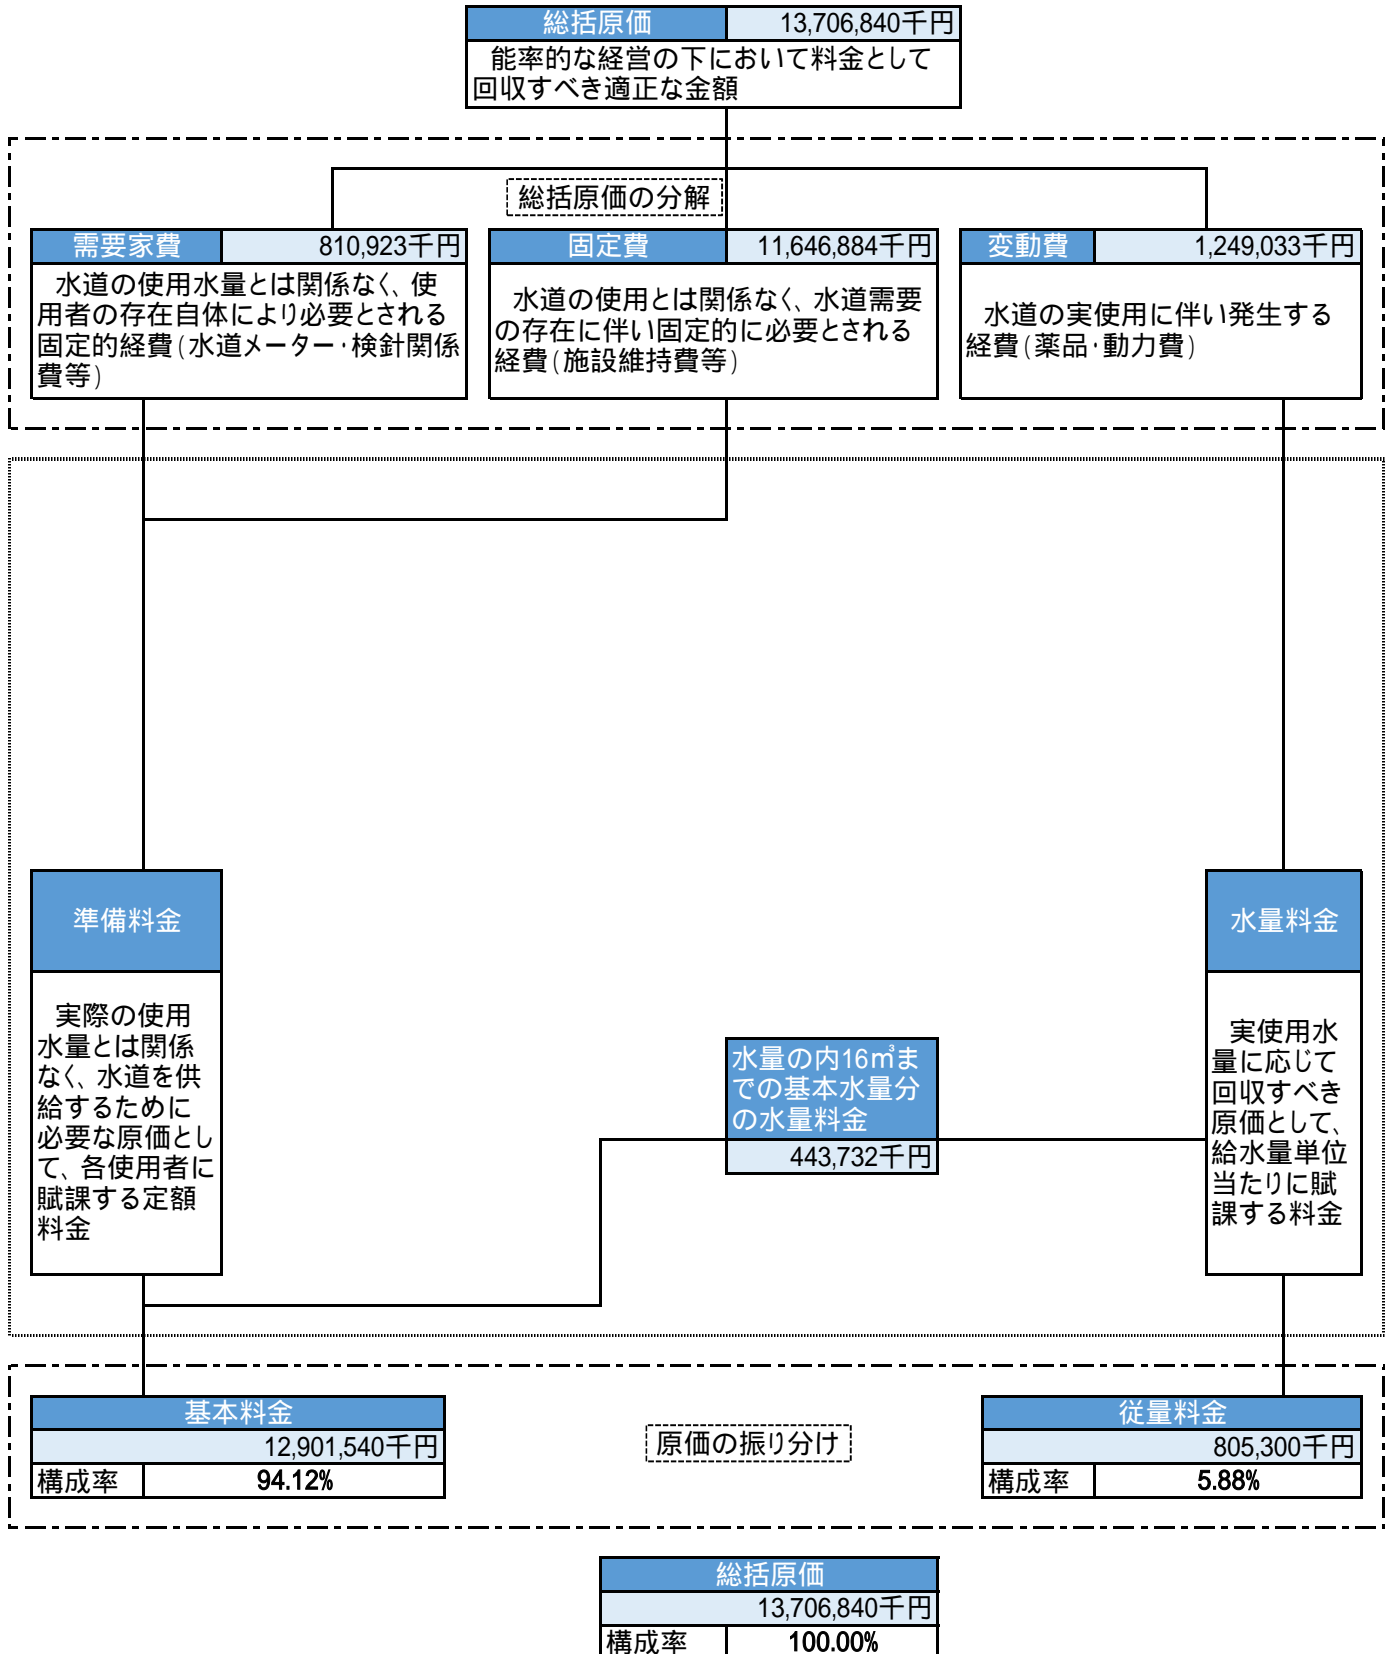 総括原価 13,706,840千円
能率的な経営の下において料金として
回収すべき適正な金額
総括原価の分解
需要家費 810,923千円
水道の使用水量とは関係なく、使
用者の存在自体により必要とされる
固定的経費(水道メーター・検針関係
費等)
固定費 11,646,884千円
水道の使用とは関係なく、水道需要
の存在に伴い固定的に必要とされる
経費(施設維持費等)
変動費 1,249,033千円
水道の実使用に伴い発生する
経費(薬品・動力費)
準備料金
実際の使用
水量とは関係
なく、水道を供
給するために
必要な原価とし
て、各使用者に
賦課する定額
料金
水量の内16㎥ま
での基本水量分
の水量料金
443,732千円
水量料金
実使用水
量に応じて
回収すべき
原価として、
給水量単位
当たりに賦
課する料金
基本料金
12,901,540千円
構成率 94.12%
原価の振り分け
従量料金
805,300千円
構成率 5.88%
総括原価
13,706,840千円
構成率 100.00%